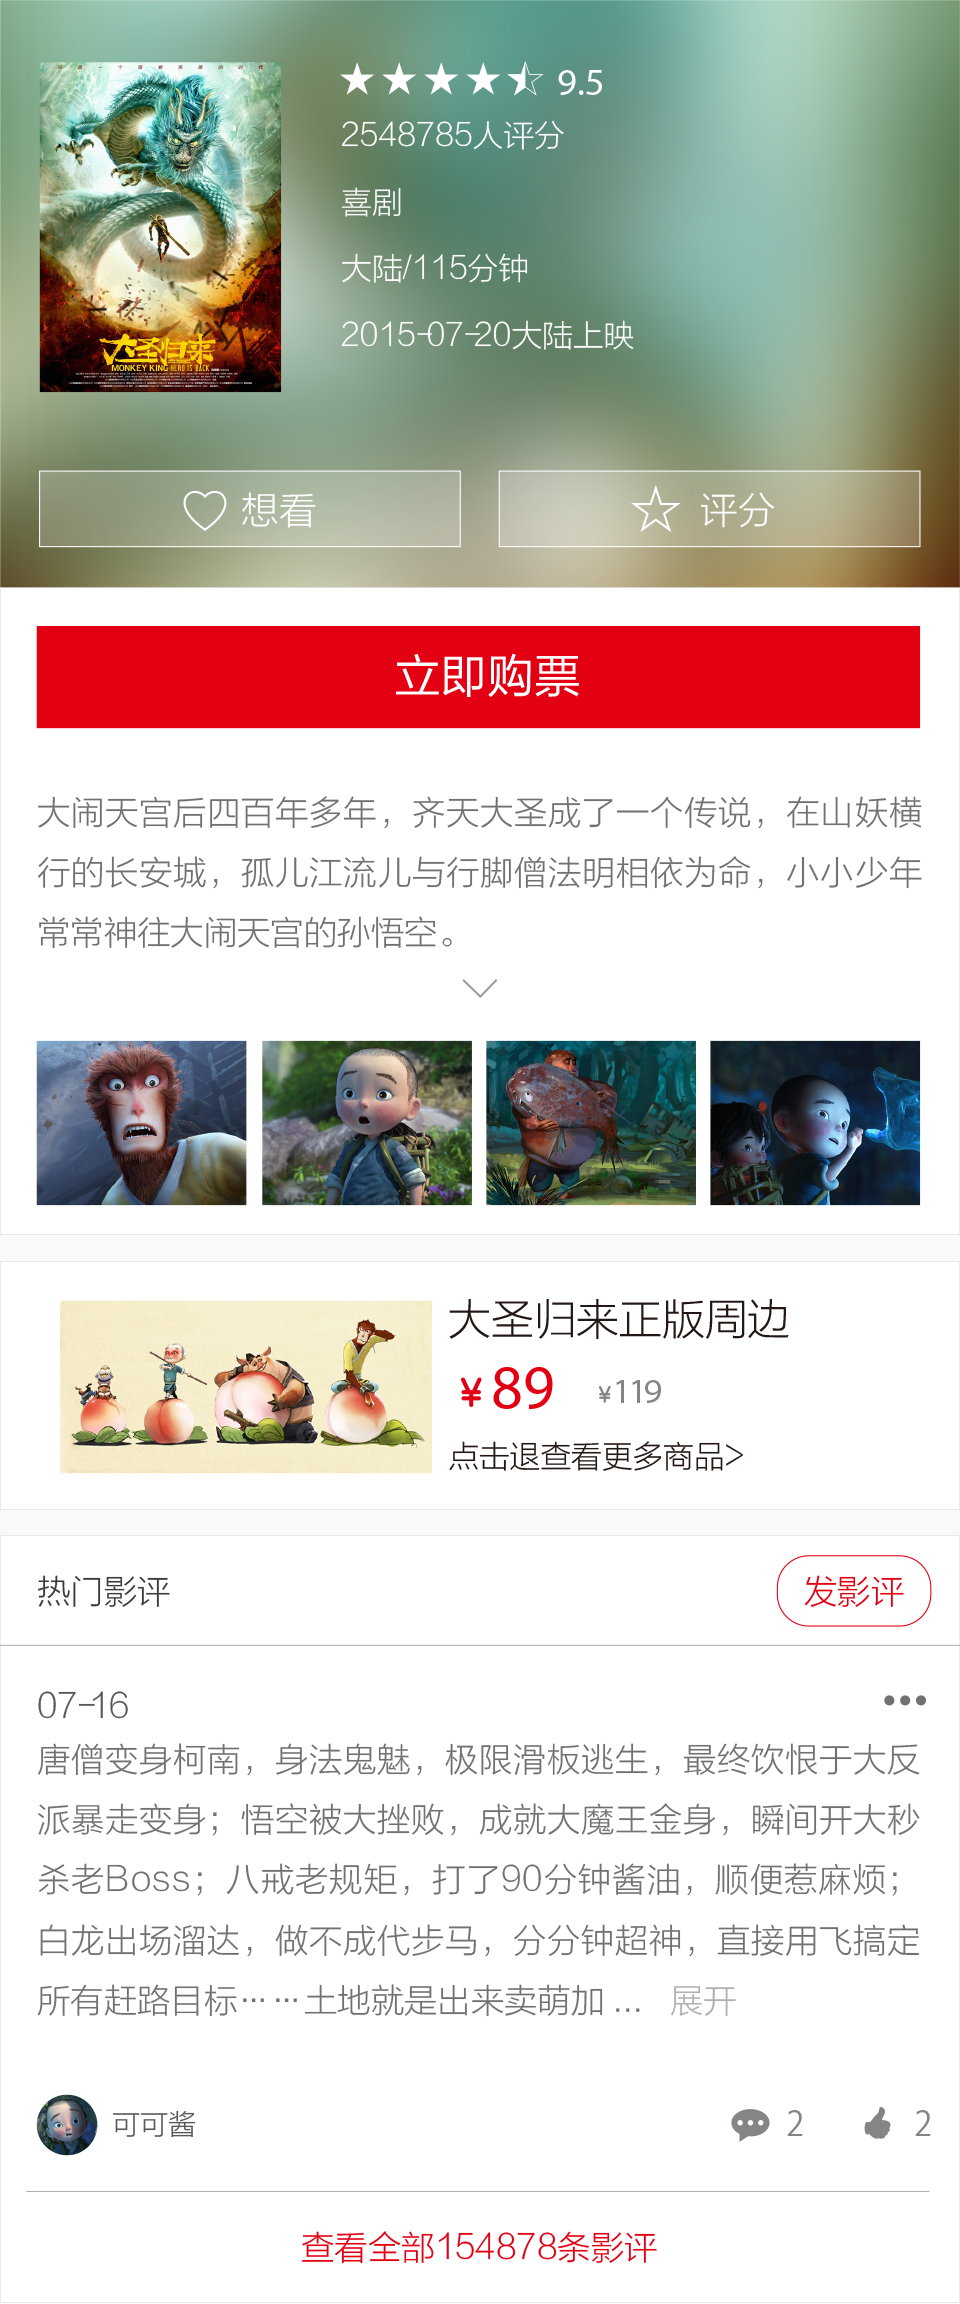 这是一个需要英雄的时代
大圣归来
MONKEY KING HERO IS BACK
9.5
2548785人评分
喜剧
大陆/115分钟
2015-07-20大陆上映
想看
评分
立即购票
大闹天宫后四百年多年，齐天大圣成了一个传说，在山妖横
行的长安城，孤儿江流儿与行脚僧法明相依为命，小小少年
常常神往大闹天宫的孙悟空。
大圣归来正版周边
¥89 ¥119
点击退查看更多商品>
热门影评
发影评
07-16
唐僧变身柯南，身法鬼魅，极限滑板逃生，最终饮恨于大反
派暴走变身；悟空被大挫败，成就大魔王金身，瞬间开大秒
杀老Boss；八戒老规矩，打了90分钟酱油，顺便惹麻烦；
白龙出场溜达，做不成代步马，分分钟超神，直接用飞搞定
所有赶路目标……土地就是出来卖萌加 ... 展开
可可酱
2
2
查看全部154878条影评